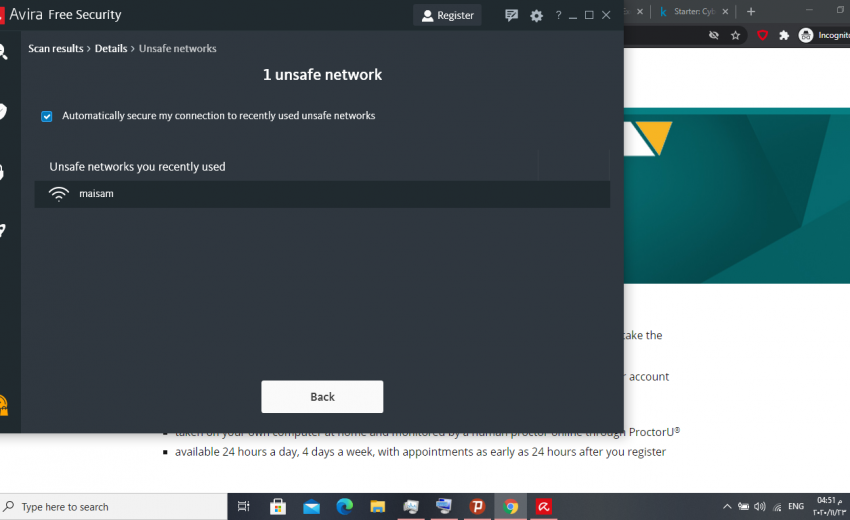 Avira Free Security
Register
?
Starter: Cyb
Incognito
Scan results > Details > Unsafe networks
1 unsafe network
Automatically secure my connection to recently used unsafe networks
Unsafe networks you recently used
maisam
Back
take the
account
taken on your own computer at home and monitored by a human proctor online through ProctorU®
available 24 hours a day, 4 days a week, with appointments as early as 24 hours after you register
Type here to search
ENG
04:51 م
٢٠٢٠/١١/٢٣